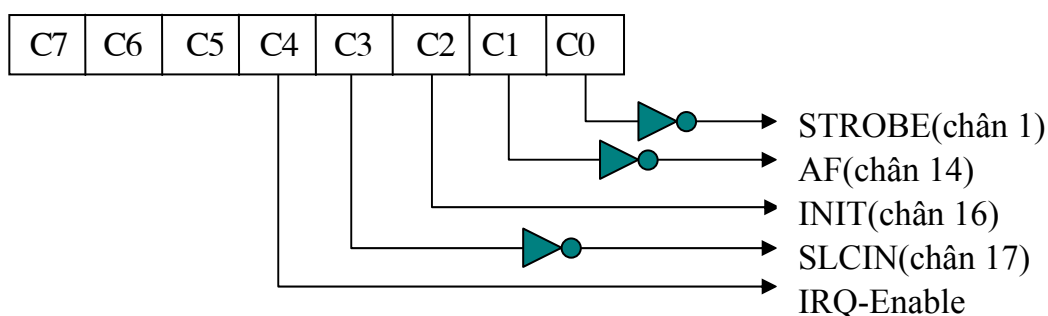 C7 C6 C5 C4 C3 C2 C1 C0
STROBE(chân 1)
AF(chân 14)
INIT(chân 16)
SLCIN(chân 17)
IRQ-Enable